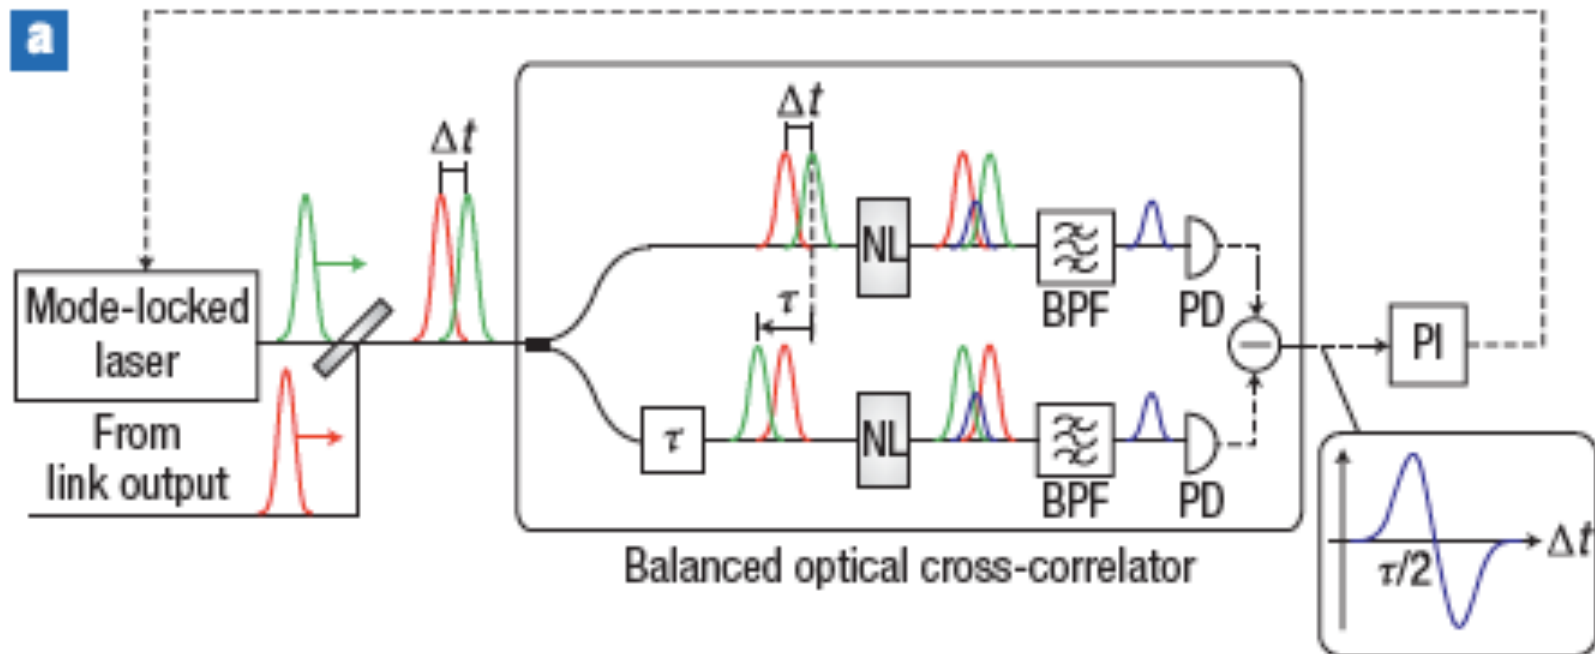 a
Δt
Δt
Mode-locked
laser
NL
BPF
PD
τ
PI
From
link output
τ
NL
BPF
PD
Δt
τ/2
Balanced optical cross-correlator